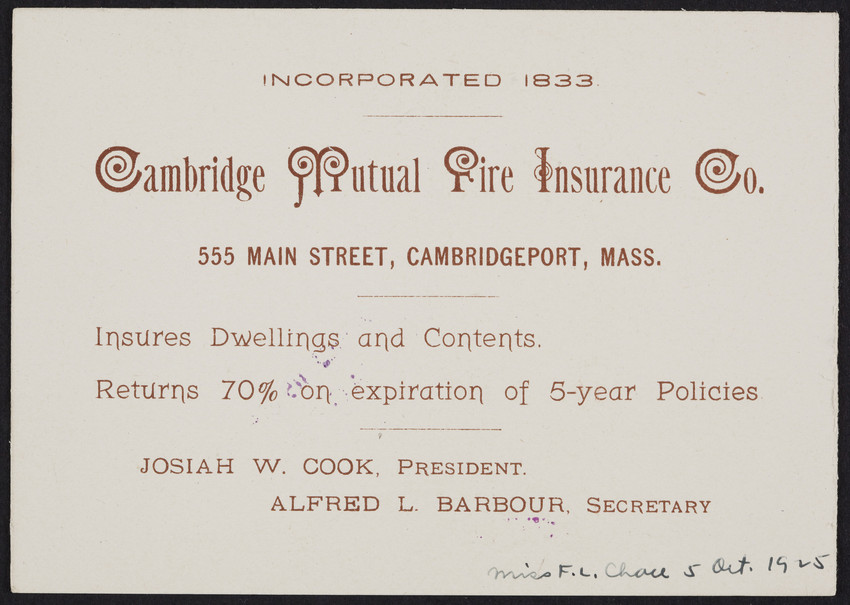 INCORPORATED 1833.
Cambridge Mutual Fire Insurance Co.
555 MAIN STREET, CAMBRIDGEPORT, MASS.
Insures Dwellings and Contents.
Returns 70% on expiration of 5-year Policies
JOSIAH W. COOK, PRESIDENT.
ALFRED L. BARBOUR, SECRETARY
Miss F. L. Chace 5 Oct. 1925